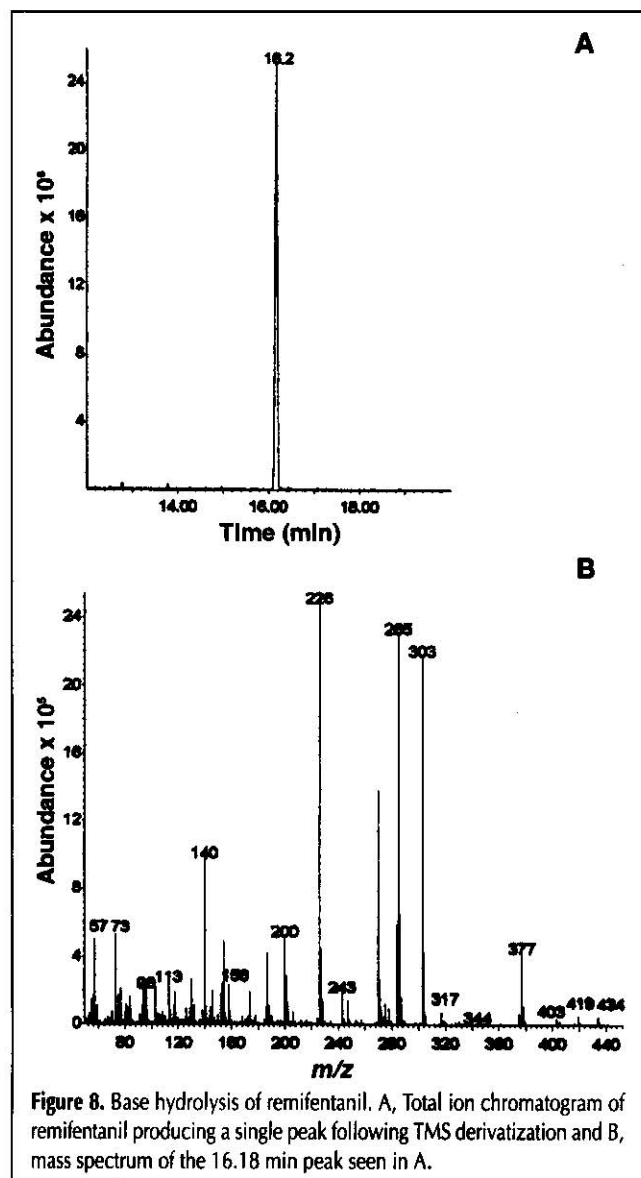 A
16.2
24
20
16
12
8
4
Abundance x
14.00 16.00 18.00
Time (min)
B
226
285
303
24
20
16
12
8
4
0
Abundance x 10⁵
140
57 73
113
200
243
317
344
377
403
419
434
80 120 160 200 240 280 320 360 400 440
m/z
Figure 8. Base hydrolysis of remifentanil. A, Total ion chromatogram of
remifentanil producing a single peak following TMS derivatization and B,
mass spectrum of the 16.18 min peak seen in A.